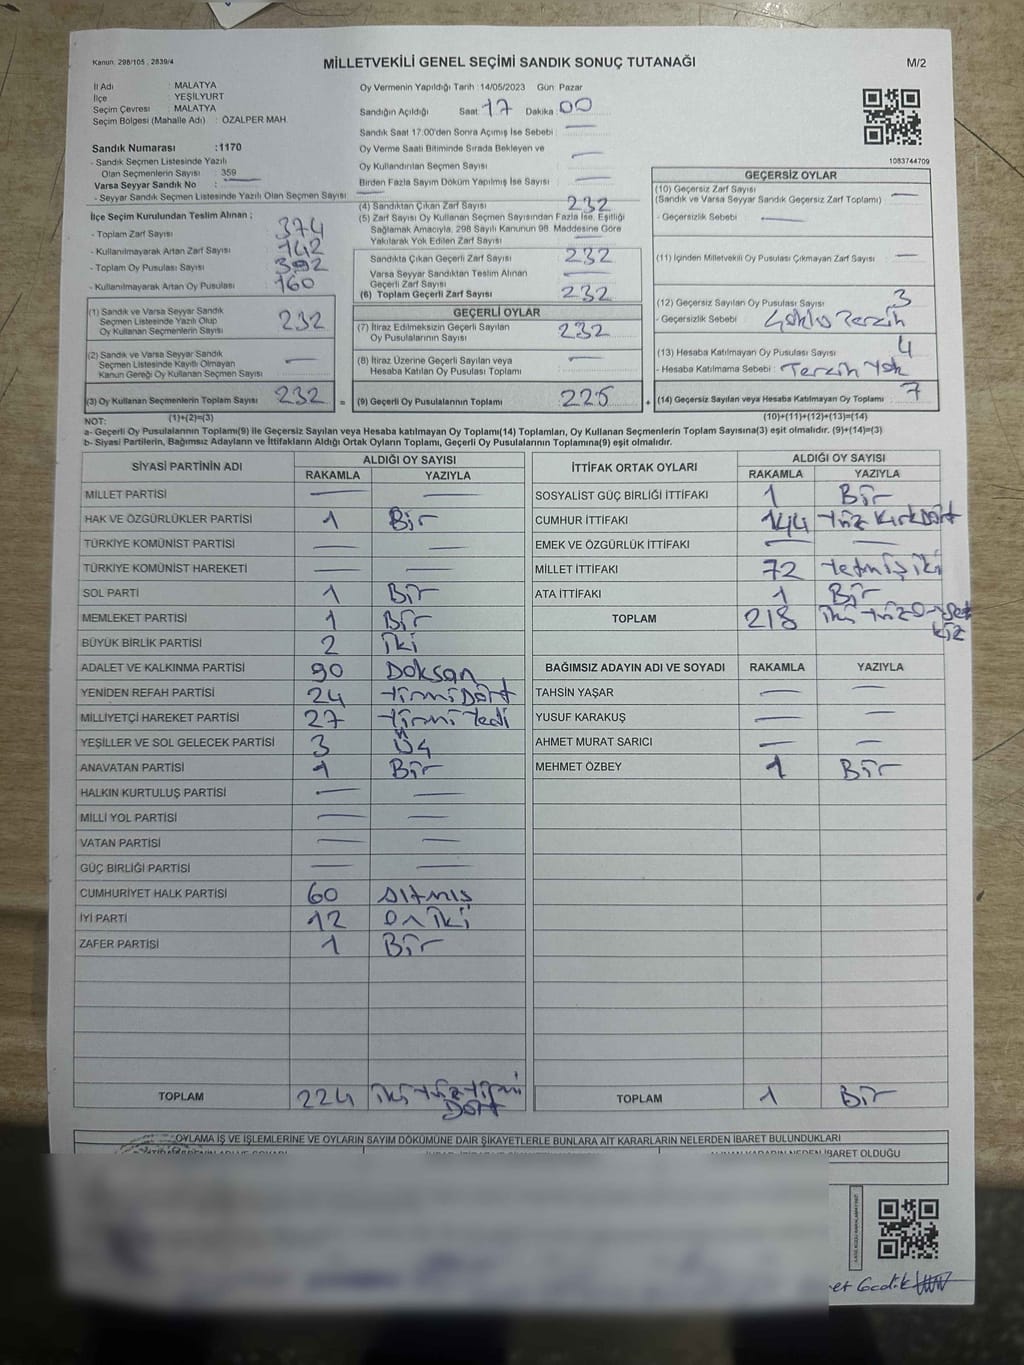 Kanun: 298/105 , 2839/4
MİLLETVEKİLİ GENEL SEÇİMİ SANDIK SONUÇ TUTANAĞI
M/2
İl Adı : MALATYA
İlçe : YEŞİLYURT
Seçim Çevresi : MALATYA
Seçim Bölgesi (Mahalle Adı) : ÖZALPER MAH.
Sandık Numarası :1170
- Sandık Seçmen Listesinde Yazılı
Olan Seçmenlerin Sayısı : 359
Varsa Seyyar Sandık No :
- Seyyar Sandık Seçmen Listesinde Yazılı Olan Seçmen Sayısı :
Oy Vermenin Yapıldığı Tarih : 14/05/2023 Gün: Pazar
Sandığın Açıldığı Saat: 17 Dakika: 00
Sandık Saat 17:00'den Sonra Açılmış İse Sebebi :
Oy Verme Saati Bitiminde Sırada Bekleyen ve
Oy Kullandırılan Seçmen Sayısı :
Birden Fazla Sayım Döküm Yapılmış İse Sayısı :
1083744709
İlçe Seçim Kurulundan Teslim Alınan ;
- Toplam Zarf Sayısı : 374
- Kullanılmayarak Artan Zarf Sayısı : 142
- Toplam Oy Pusulası Sayısı : 392
- Kullanılmayarak Artan Oy Pusulası : 160
(4) Sandıktan Çıkan Zarf Sayısı : 232
(5) Zarf Sayısı Oy Kullanan Seçmen Sayısından Fazla İse, Eşitliği
Sağlamak Amacıyla, 298 Sayılı Kanunun 98. Maddesine Göre
Yakılarak Yok Edilen Zarf Sayısı :
Sandıkta Çıkan Geçerli Zarf Sayısı : 232
Varsa Seyyar Sandıktan Teslim Alınan
Geçerli Zarf Sayısı :
(6) Toplam Geçerli Zarf Sayısı : 232
GEÇERSİZ OYLAR
(10) Geçersiz Zarf Sayısı
(Sandık ve Varsa Seyyar Sandık Geçersiz Zarf Toplamı) :
- Geçersizlik Sebebi :
(11) İçinden Milletvekili Oy Pusulası Çıkmayan Zarf Sayısı :
(12) Geçersiz Sayılan Oy Pusulası Sayısı : 3
- Geçersizlik Sebebi : Çoklu Tercih
(13) Hesaba Katılmayan Oy Pusulası Sayısı : 4
- Hesaba Katılmama Sebebi : Tercih Yok
(14) Geçersiz Sayılan veya Hesaba Katılmayan Oy Toplamı : 7
(1) Sandık ve Varsa Seyyar Sandık
Seçmen Listesinde Yazılı Olup
Oy Kullanan Seçmenlerin Sayısı : 232
(2) Sandık ve Varsa Seyyar Sandık
Seçmen Listesinde Kayıtlı Olmayan
Kanun Gereği Oy Kullanan Seçmen Sayısı :
(3) Oy Kullanan Seçmenlerin Toplam Sayısı : 232 =
GEÇERLİ OYLAR
(7) İtiraz Edilmeksizin Geçerli Sayılan
Oy Pusulalarının Sayısı : 232
(8) İtiraz Üzerine Geçerli Sayılan veya
Hesaba Katılan Oy Pusulası Toplamı :
(9) Geçerli Oy Pusulalarının Toplamı : 225 +
(1)+(2)=(3)
(10)+(11)+(12)+(13)=(14)
NOT:
a- Geçerli Oy Pusulalarının Toplamı(9) ile Geçersiz Sayılan veya Hesaba katılmayan Oy Toplamı(14) Toplamları, Oy Kullanan Seçmenlerin Toplam Sayısına(3) eşit olmalıdır. (9)+(14)=(3)
b- Siyasi Partilerin, Bağımsız Adayların ve İttifakların Aldığı Ortak Oyların Toplamı, Geçerli Oy Pusulalarının Toplamına(9) eşit olmalıdır.
SİYASİ PARTİNİN ADI
ALDIĞI OY SAYISI
RAKAMLA YAZIYLA
MİLLET PARTİSİ
HAK VE ÖZGÜRLÜKLER PARTİSİ 1 Bir
TÜRKİYE KOMÜNİST PARTİSİ
TÜRKİYE KOMÜNİST HAREKETİ
SOL PARTİ 1 Bir
MEMLEKET PARTİSİ 1 Bir
BÜYÜK BİRLİK PARTİSİ 2 iki
ADALET VE KALKINMA PARTİSİ 90 Doksan
YENİDEN REFAH PARTİSİ 24 Yirmi Dört
MİLLİYETÇİ HAREKET PARTİSİ 27 Yirmi Yedi
YEŞİLLER VE SOL GELECEK PARTİSİ 3 Üç
ANAVATAN PARTİSİ 1 Bir
HALKIN KURTULUŞ PARTİSİ
MİLLİ YOL PARTİSİ
VATAN PARTİSİ
GÜÇ BİRLİĞİ PARTİSİ
CUMHURİYET HALK PARTİSİ 60 Altmış
İYİ PARTİ 12 On iki
ZAFER PARTİSİ 1 Bir
TOPLAM 224 iki Yüz Yirmi
Dört
İTTİFAK ORTAK OYLARI
ALDIĞI OY SAYISI
RAKAMLA YAZIYLA
SOSYALİST GÜÇ BİRLİĞİ İTTİFAKI 1 Bir
CUMHUR İTTİFAKI 144 Yüz Kırk Dört
EMEK VE ÖZGÜRLÜK İTTİFAKI
MİLLET İTTİFAKI 72 Yetmiş iki
ATA İTTİFAKI 1 Bir
TOPLAM 218 iki Yüz On Sek
kiz
BAĞIMSIZ ADAYIN ADI VE SOYADI RAKAMLA YAZIYLA
TAHSİN YAŞAR
YUSUF KARAKUŞ
AHMET MURAT SARICI
MEHMET ÖZBEY 1 Bir
TOPLAM 1 Bir
OYLAMA İŞ VE İŞLEMLERİNE VE OYLARIN SAYIM DÖKÜMÜNE DAİR ŞİKAYETLERLE BUNLARA AİT KARARLARIN NELERDEN İBARET BULUNDUKLARI
ALINAN KARARIN NEDEN İBARET OLDUĞU